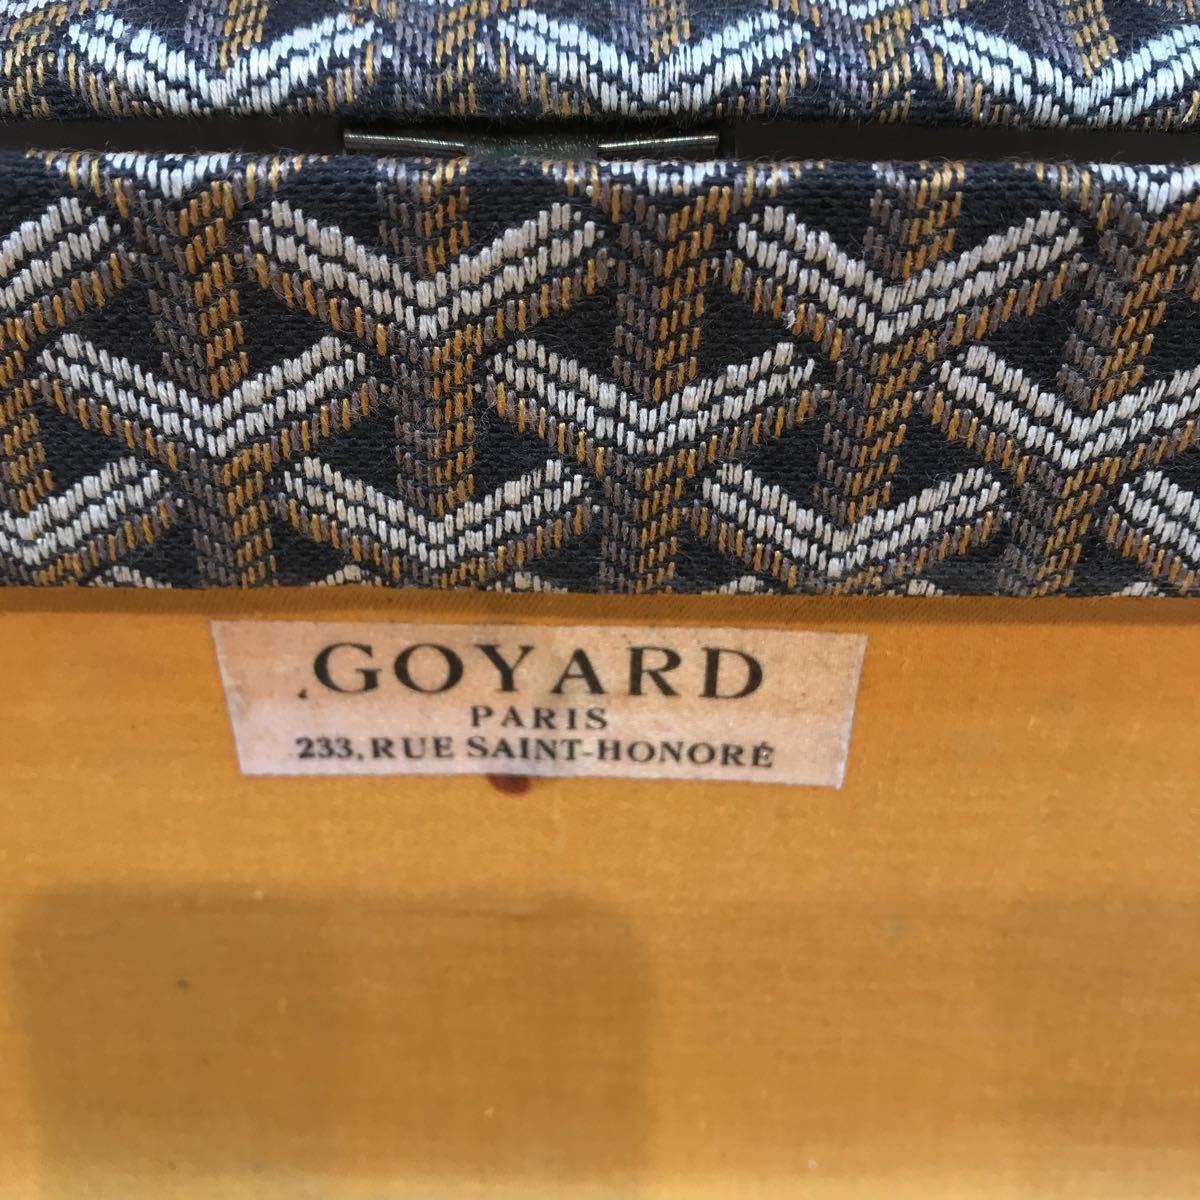 GOYARD
PARIS
233, RUE SAINT-HONORÉ